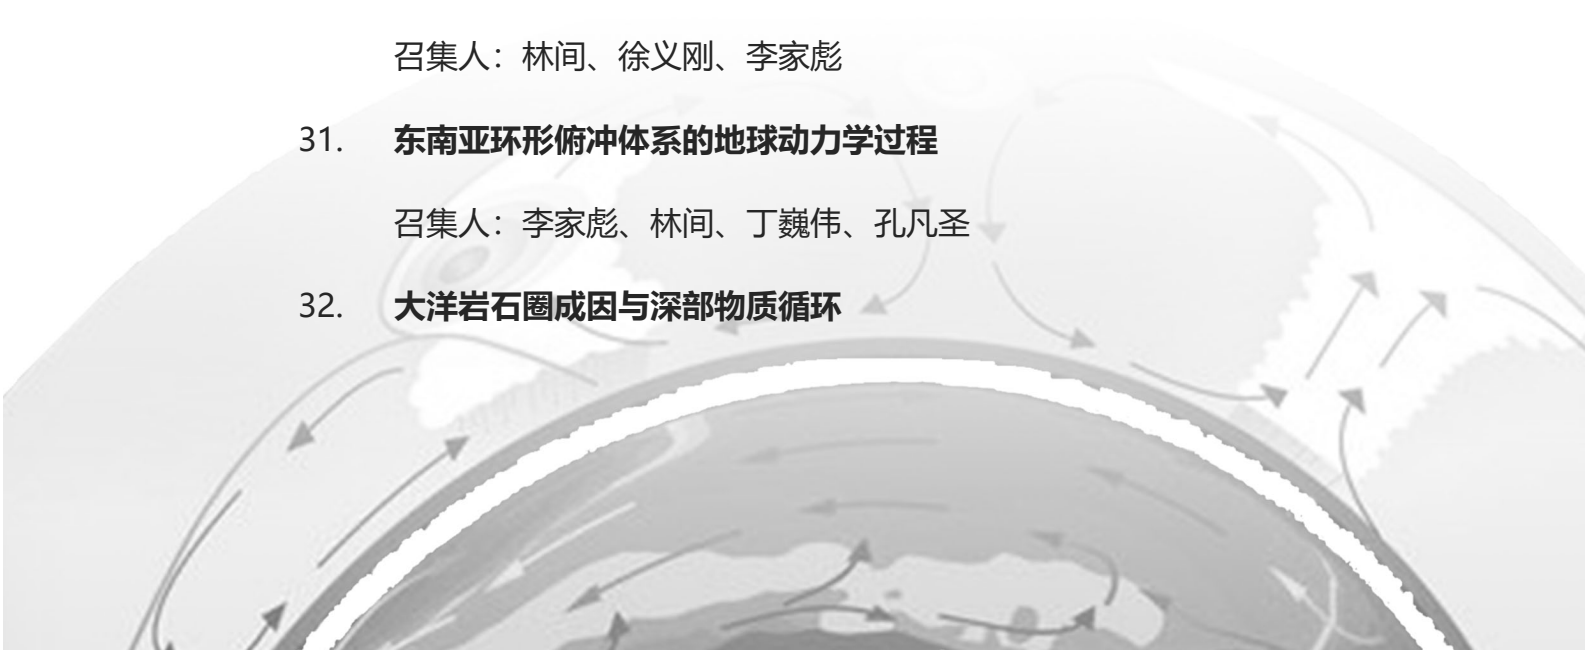 召集人：林间、徐义刚、李家彪
31. 东南亚环形俯冲体系的地球动力学过程
召集人：李家彪、林间、丁巍伟、孔凡圣
32. 大洋岩石圈成因与深部物质循环